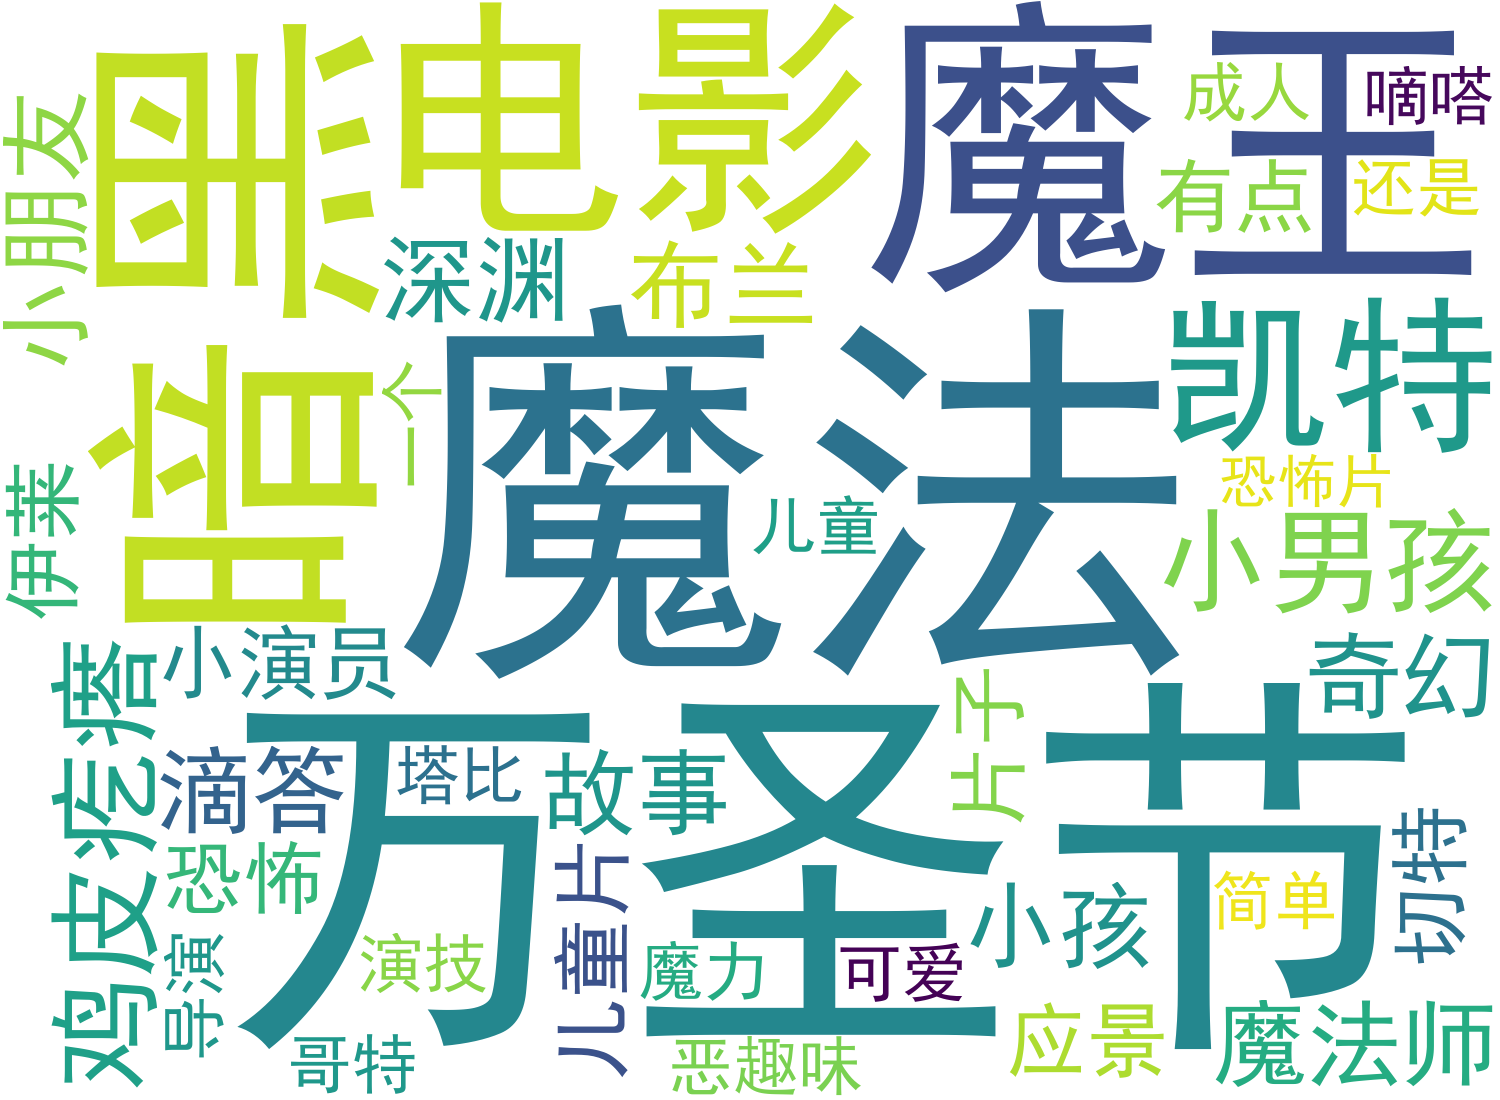 黑暗
电影
魔王
成人
嘀嗒
小朋友
有点
还是
深渊
布兰
魔法
凯特
一个
恐怖片
伊莱
儿童
小男孩
小演员
奇幻
鸡皮疙瘩
万圣节
片子
滴答
塔比
故事
切特
恐怖
儿童片
小孩
简单
导演
演技
魔力
可爱
哥特
恶趣味
应景
魔法师